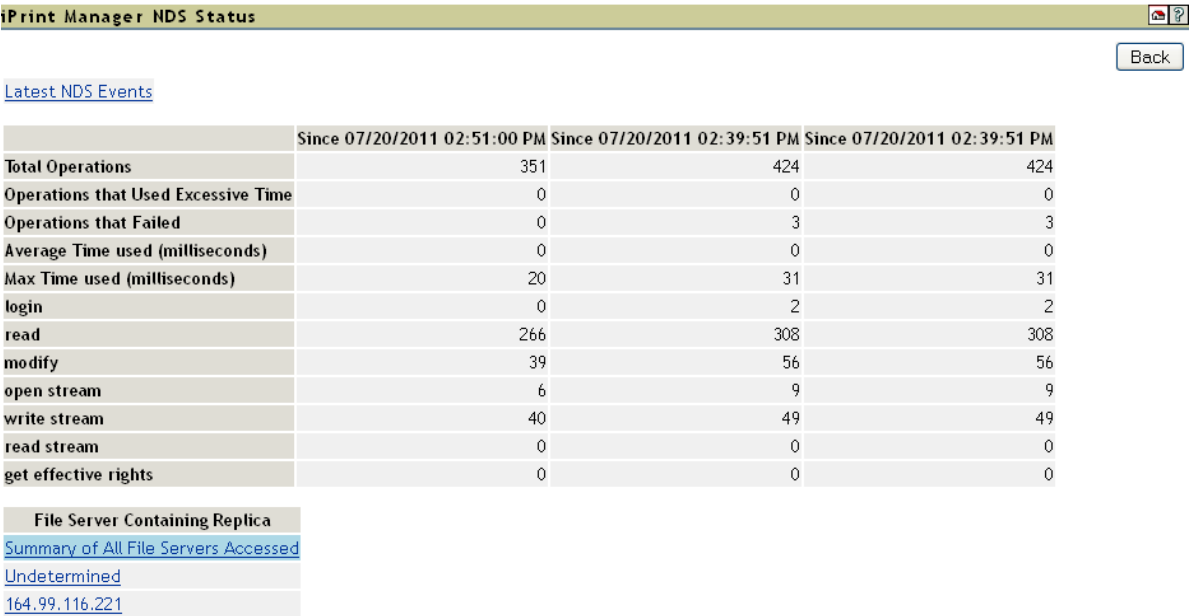 iPrint Manager NDS Status
?
Back
Latest NDS Events
Since 07/20/2011 02:51:00 PM Since 07/20/2011 02:39:51 PM Since 07/20/2011 02:39:51 PM
Total Operations 351 424 424
Operations that Used Excessive Time 0 0 0
Operations that Failed 0 3 3
Average Time used (milliseconds) 0 0 0
Max Time used (milliseconds) 20 31 31
login 0 2 2
read 266 308 308
modify 39 56 56
open stream 6 9 9
write stream 40 49 49
read stream 0 0 0
get effective rights 0 0 0
File Server Containing Replica
Summary of All File Servers Accessed
Undetermined
164.99.116.221